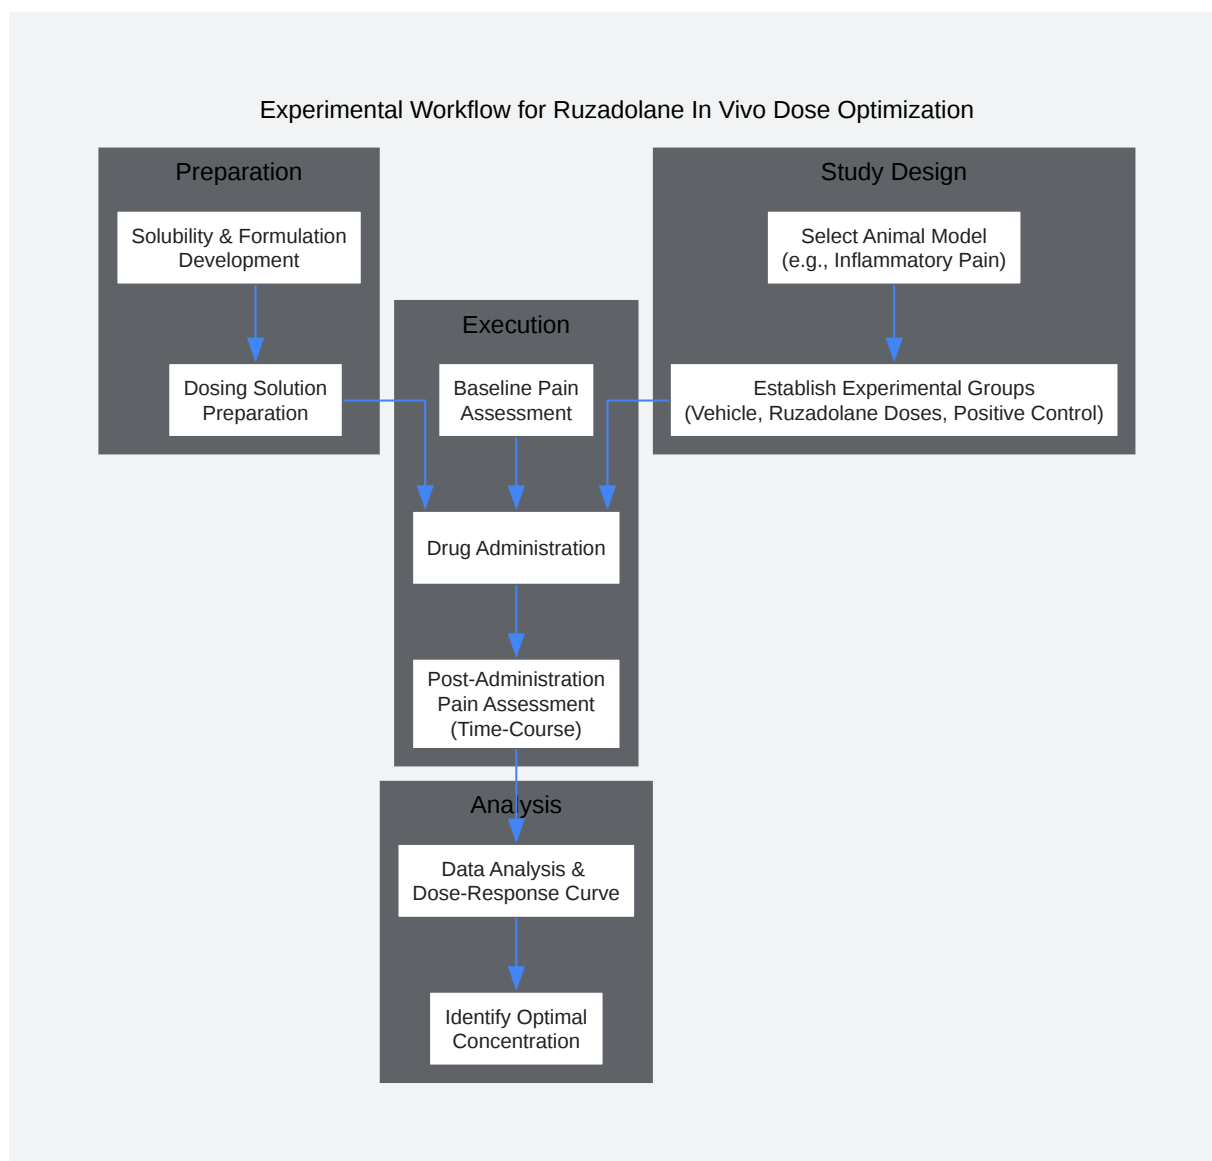 Experimental Workflow for Ruzadolane In Vivo Dose Optimization
Preparation
Solubility & Formulation
Development
Dosing Solution
Preparation
Execution
Baseline Pain
Assessment
Drug Administration
Post-Administration
Pain Assessment
(Time-Course)
Study Design
Select Animal Model
(e.g., Inflammatory Pain)
Establish Experimental Groups
(Vehicle, Ruzadolane Doses, Positive Control)
Analysis
Data Analysis &
Dose-Response Curve
Identify Optimal
Concentration